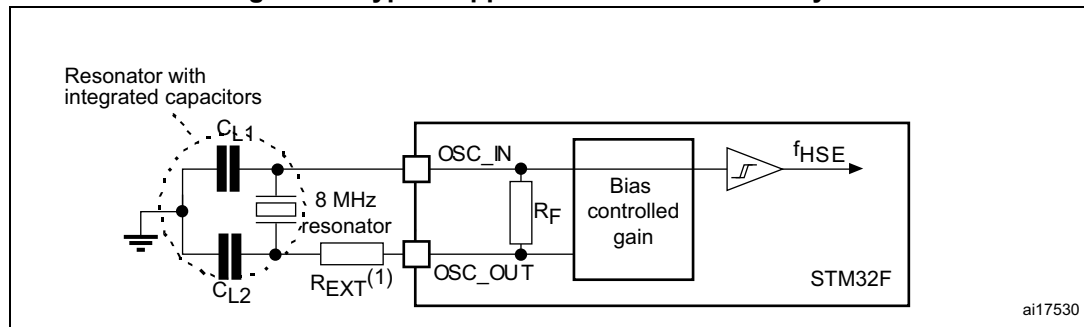 Resonator with
integrated capacitors
CL1
8 MHz
resonator
CL2
REXT(1)
OSC_IN
RF
OSC_OUT
Bias
controlled
gain
fHSE
STM32F
ai17530